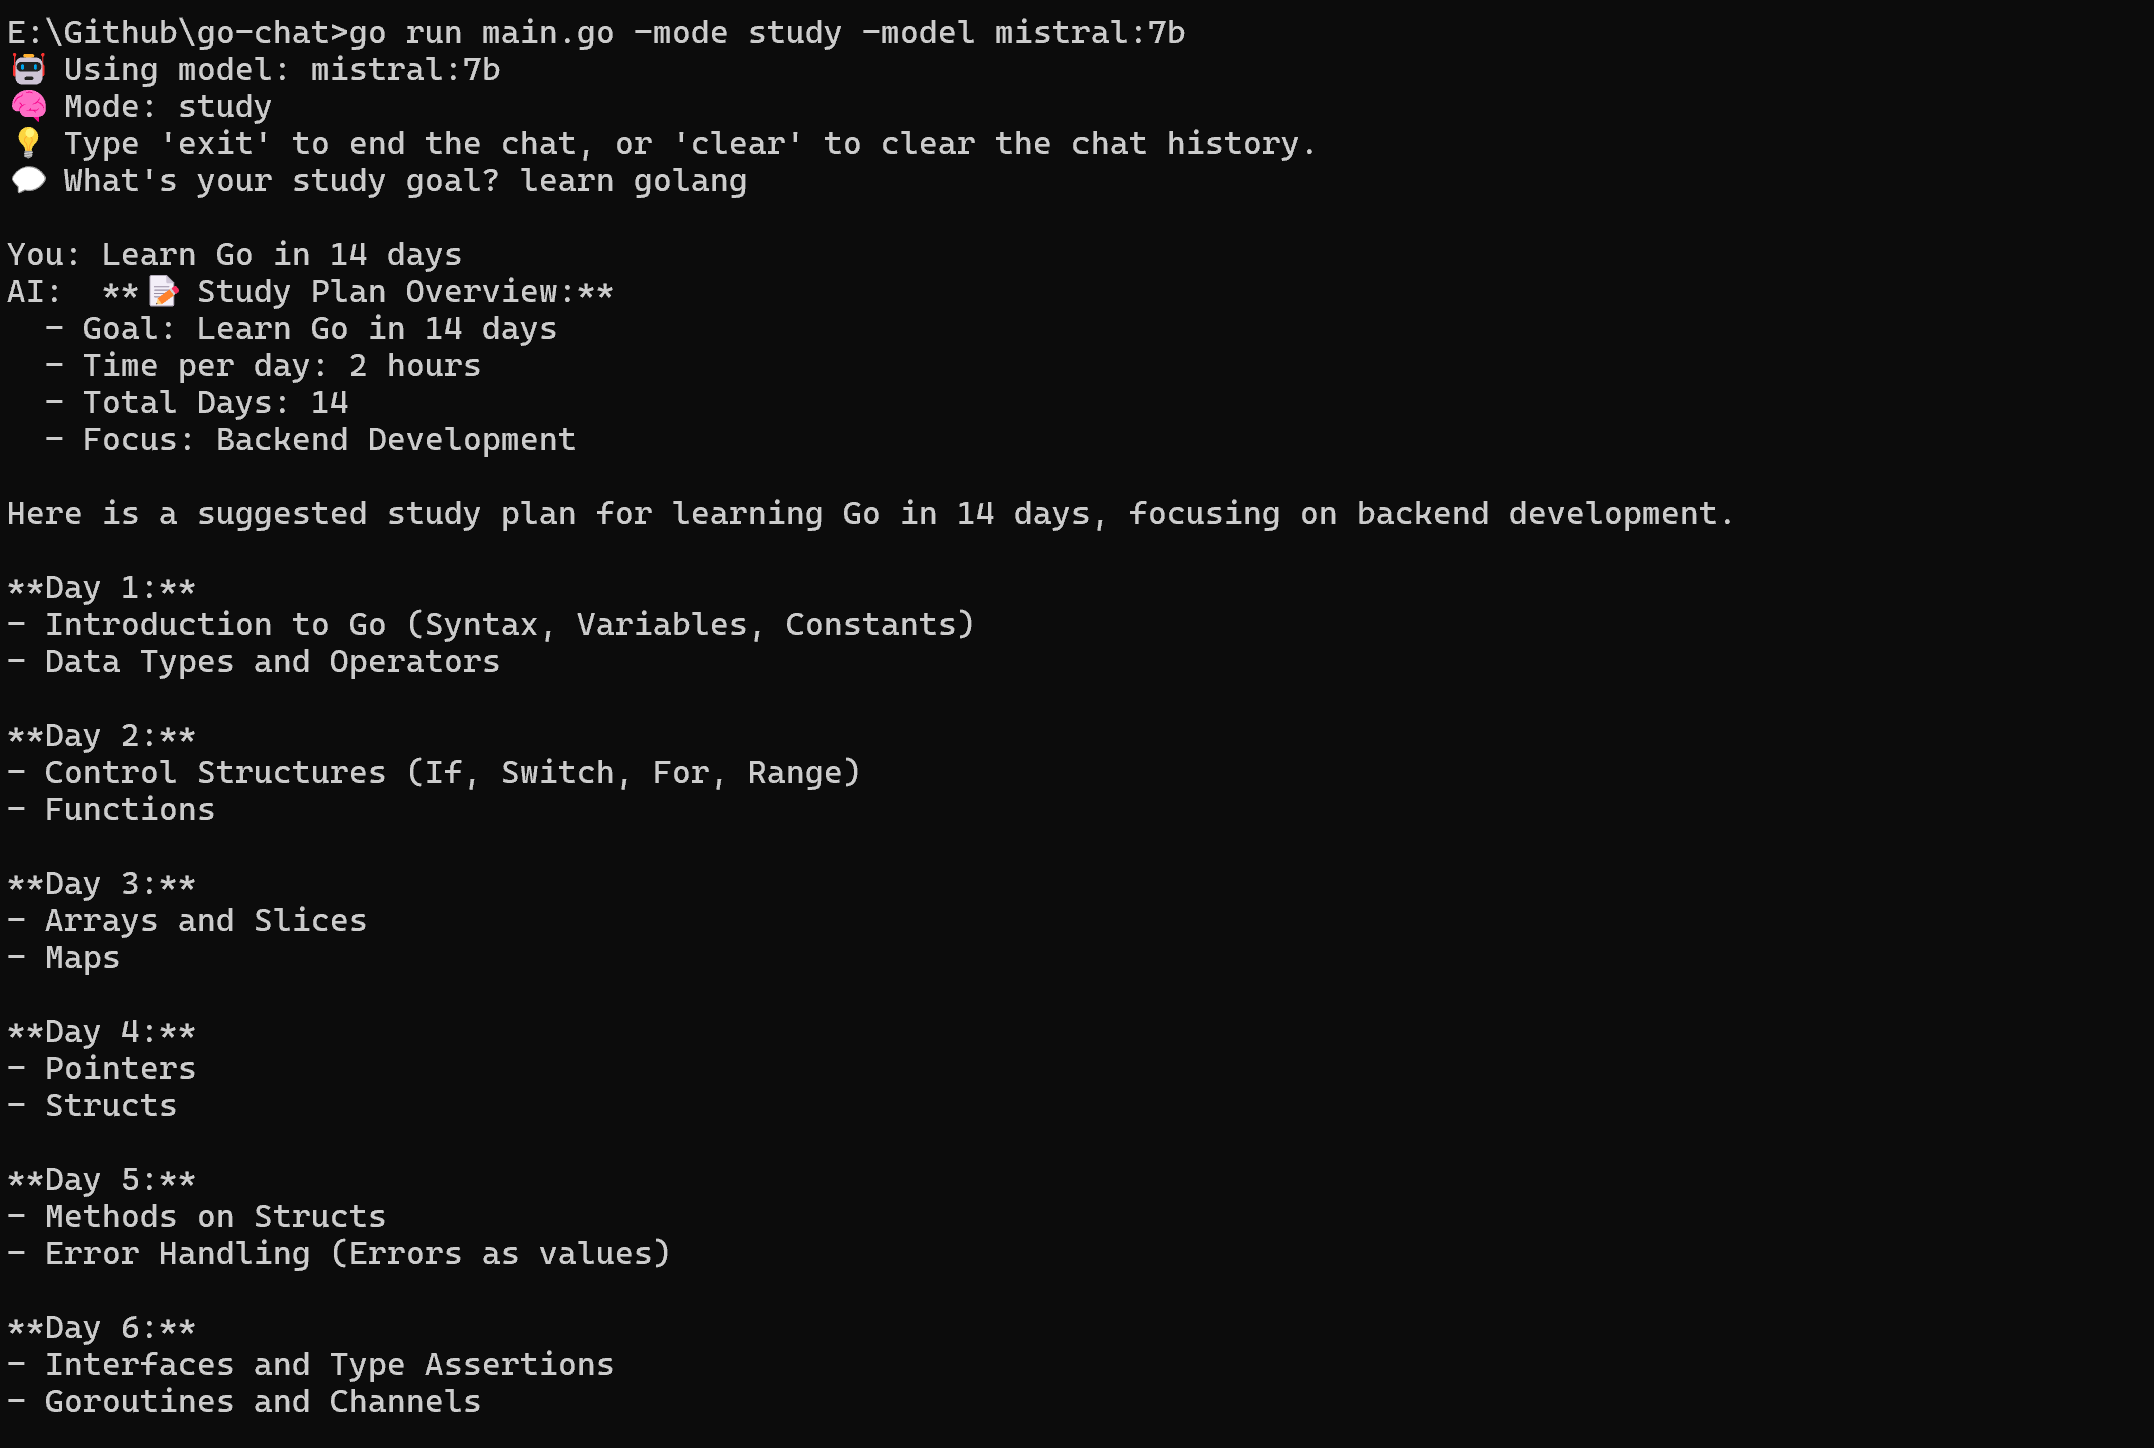 E:\Github\go-chat>go run main.go -mode study -model mistral:7b
🤖 Using model: mistral:7b
🧠 Mode: study
💡 Type 'exit' to end the chat, or 'clear' to clear the chat history.
💬 What's your study goal? learn golang

You: Learn Go in 14 days
AI:  **📝 Study Plan Overview:**
  - Goal: Learn Go in 14 days
  - Time per day: 2 hours
  - Total Days: 14
  - Focus: Backend Development

Here is a suggested study plan for learning Go in 14 days, focusing on backend development.

**Day 1:**
- Introduction to Go (Syntax, Variables, Constants)
- Data Types and Operators

**Day 2:**
- Control Structures (If, Switch, For, Range)
- Functions

**Day 3:**
- Arrays and Slices
- Maps

**Day 4:**
- Pointers
- Structs

**Day 5:**
- Methods on Structs
- Error Handling (Errors as values)

**Day 6:**
- Interfaces and Type Assertions
- Goroutines and Channels